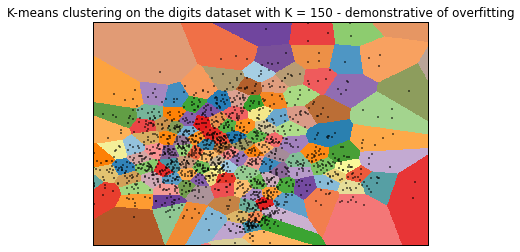 K-means clustering on the digits dataset with K = 150 - demonstrative of overfitting